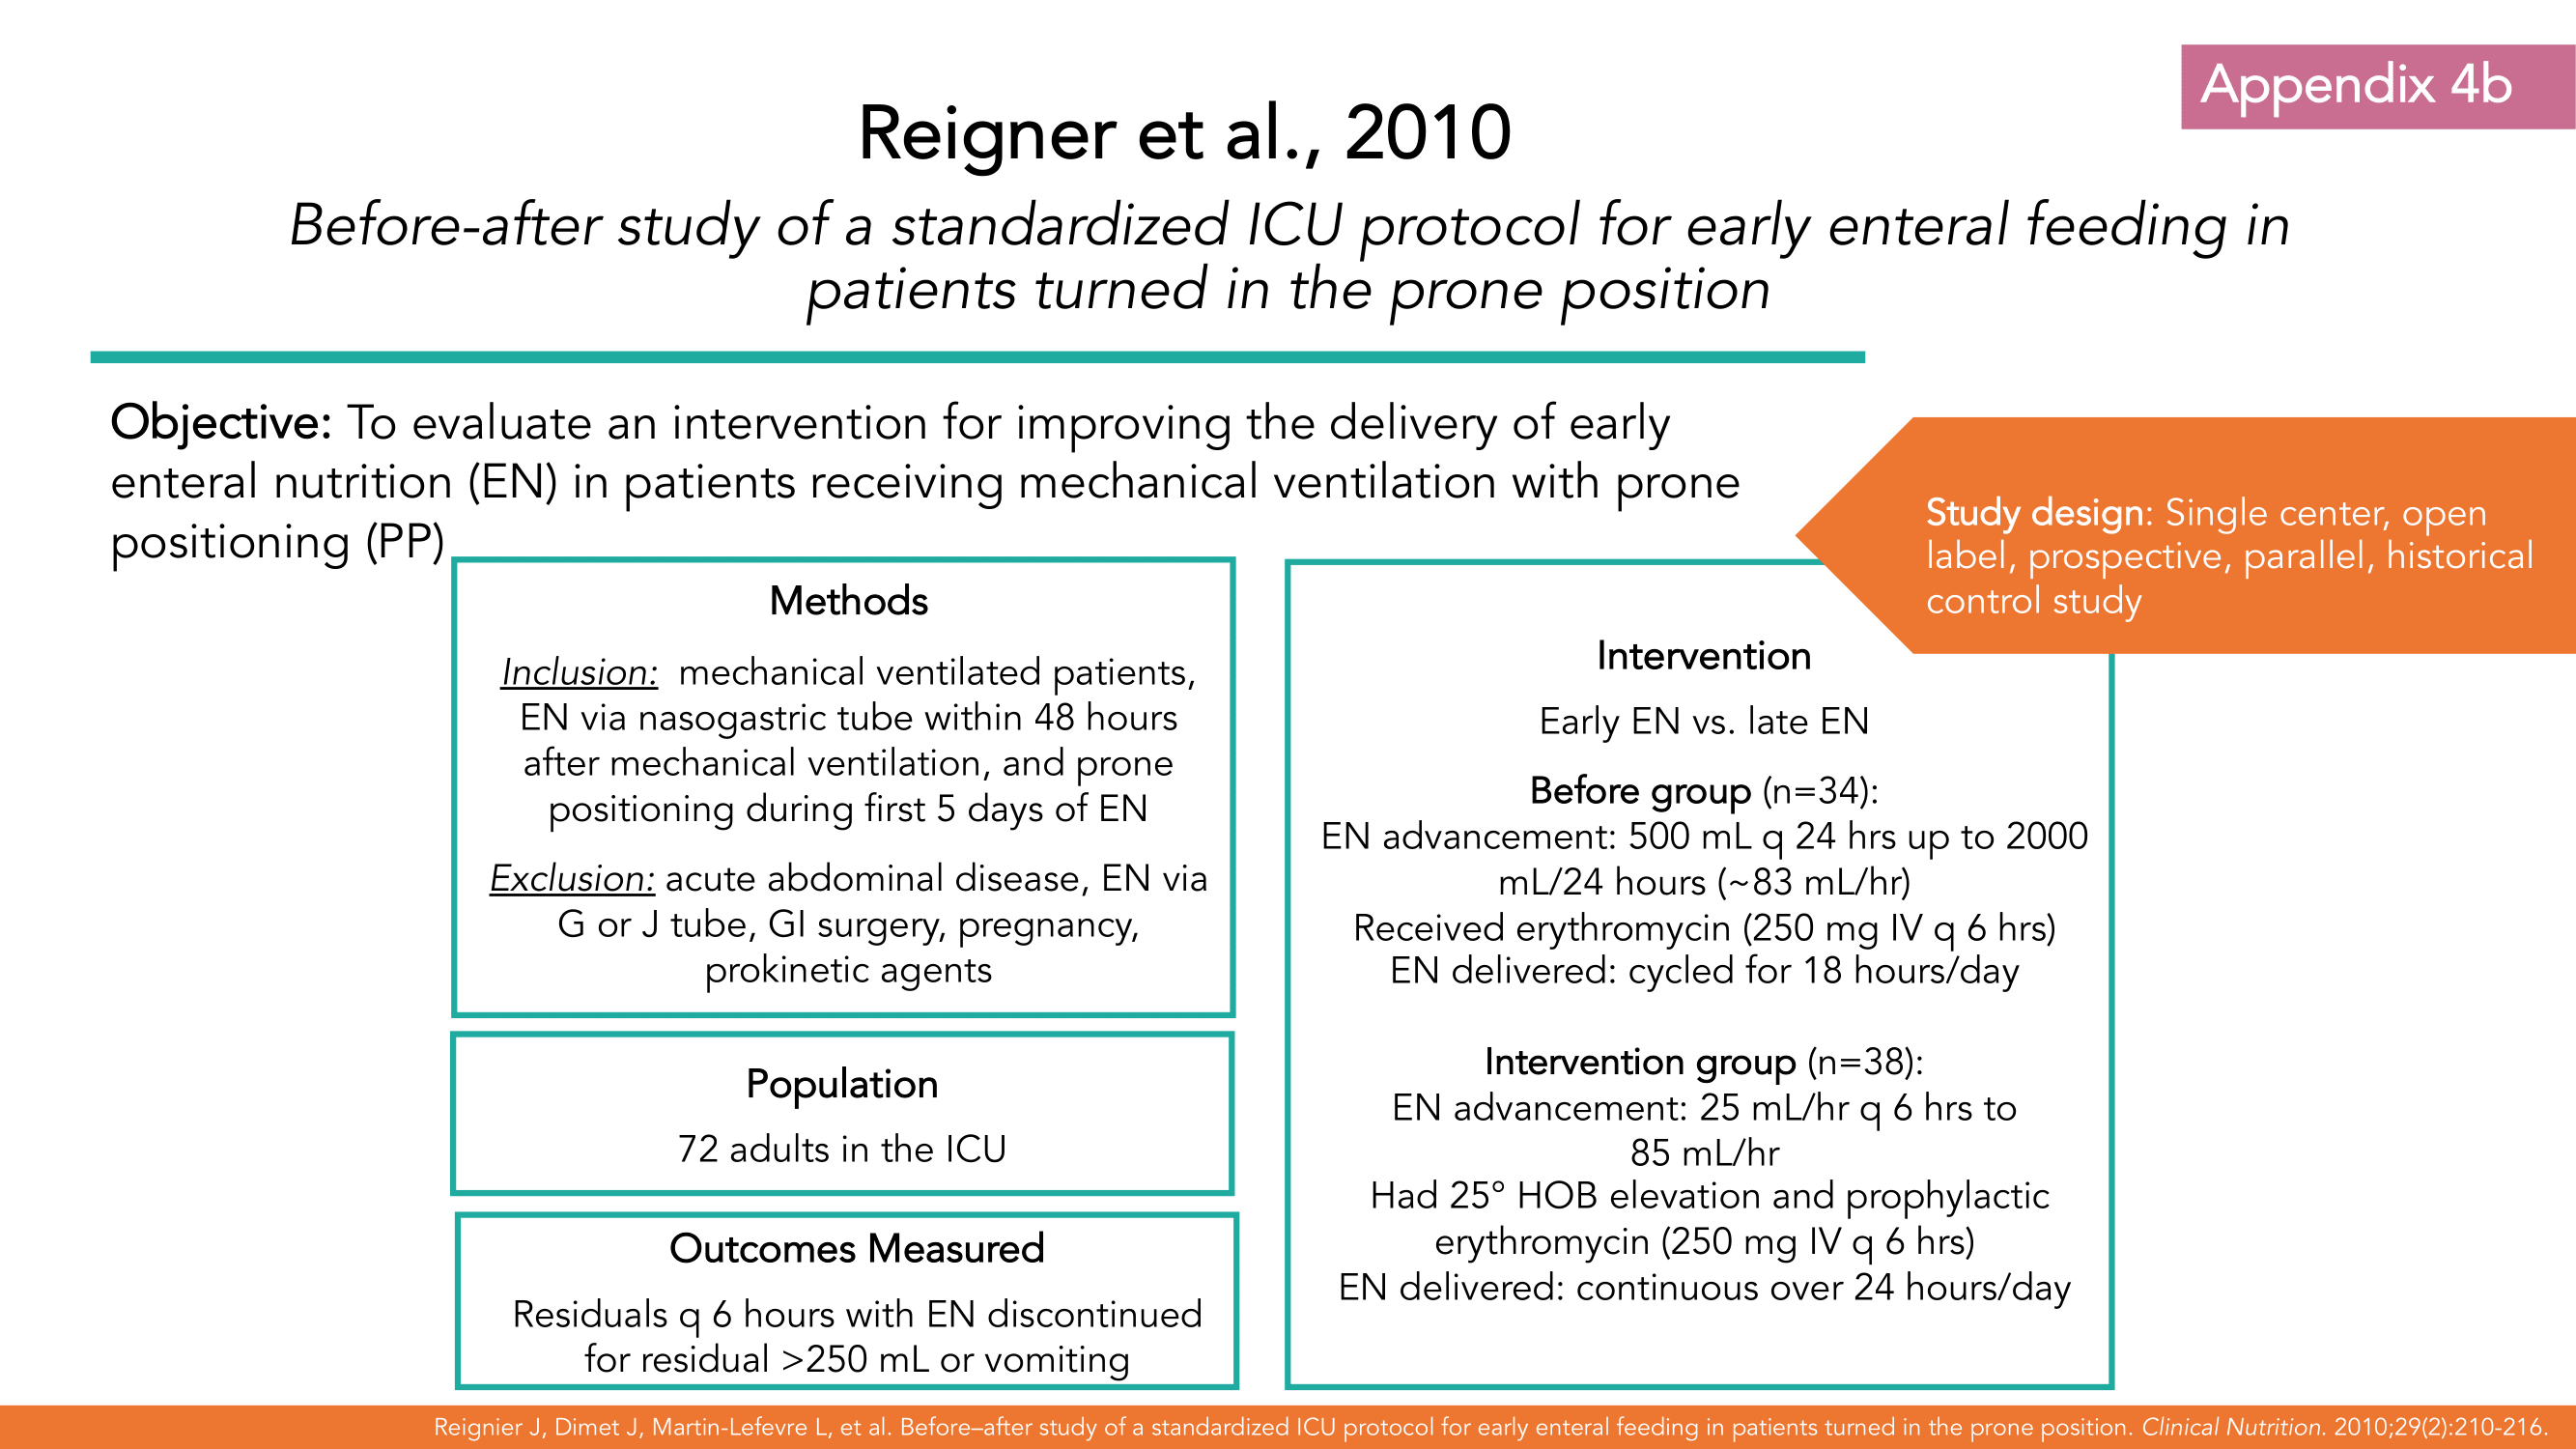 Appendix 4b
Reigner et al., 2010
Before-after study of a standardized ICU protocol for early enteral feeding in
patients turned in the prone position
Objective: To evaluate an intervention for improving the delivery of early
enteral nutrition (EN) in patients receiving mechanical ventilation with prone
positioning (PP)
Study design: Single center, open
label, prospective, parallel, historical
control study
Methods
Inclusion: mechanical ventilated patients,
EN via nasogastric tube within 48 hours
after mechanical ventilation, and prone
positioning during first 5 days of EN
Exclusion: acute abdominal disease, EN via
G or J tube, GI surgery, pregnancy,
prokinetic agents
Population
72 adults in the ICU
Outcomes Measured
Residuals q 6 hours with EN discontinued
for residual >250 mL or vomiting
Intervention
Early EN vs. late EN
Before group (n=34):
EN advancement: 500 mL q 24 hrs up to 2000
mL/24 hours (~83 mL/hr)
Received erythromycin (250 mg IV q 6 hrs)
EN delivered: cycled for 18 hours/day
Intervention group (n=38):
EN advancement: 25 mL/hr q 6 hrs to
85 mL/hr
Had 25° HOB elevation and prophylactic
erythromycin (250 mg IV q 6 hrs)
EN delivered: continuous over 24 hours/day
Reignier J, Dimet J, Martin-Lefevre L, et al. Before–after study of a standardized ICU protocol for early enteral feeding in patients turned in the prone position. Clinical Nutrition. 2010;29(2):210-216.